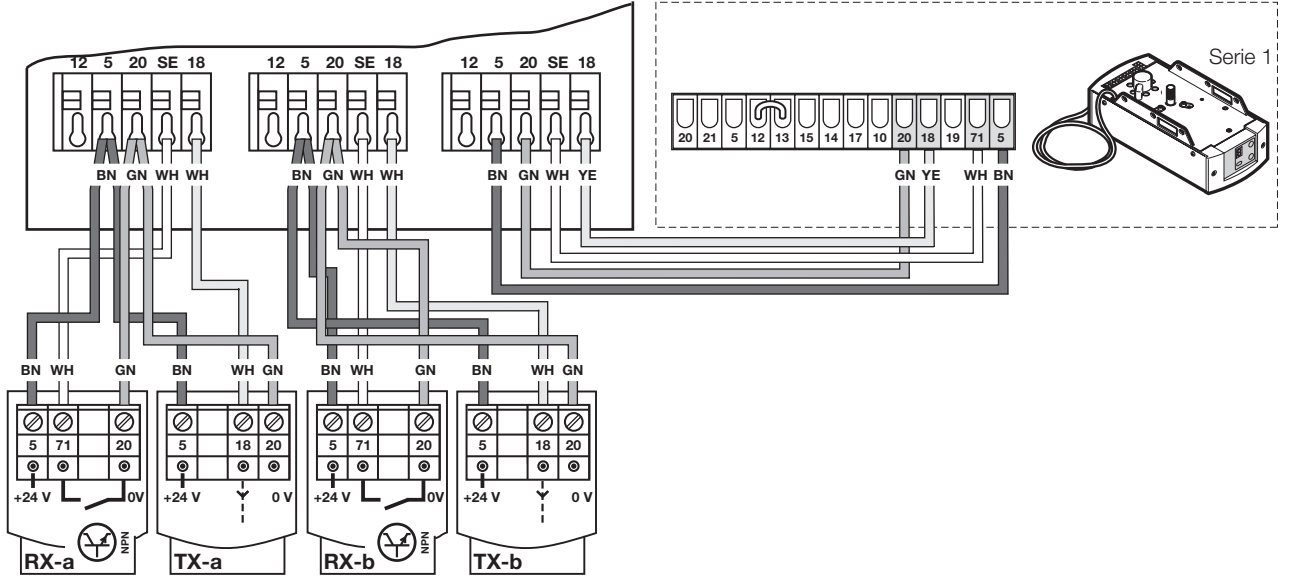 Serie 1
12 5 20 SE 18
12 5 20 SE 18
12 5 20 SE 18
20 21 5 12 13 15 14 17 10 20 18 19 71 5
BN GN WH WH
BN GN WH WH
BN GN WH YE
GN YE WH BN
BN WH GN
BN WH GN
BN WH GN
BN WH GN
5 71 20
5 18 20
5 71 20
5 18 20
+24 V 0V
+24 V 0 V
+24 V 0V
+24 V 0 V
NPN
NPN
RX-a
TX-a
RX-b
TX-b